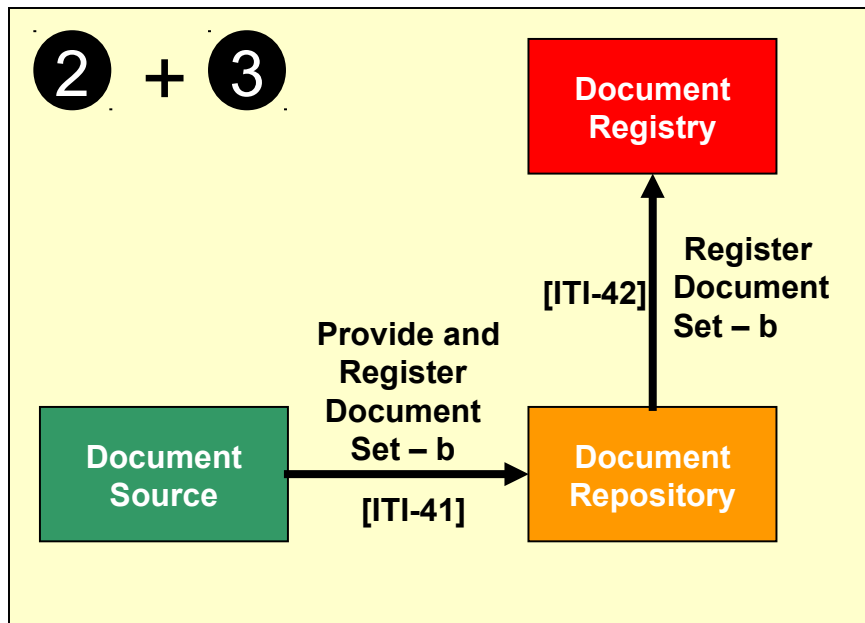 2 + 3
Document
Registry
[ITI-42]
Register
Document
Set – b
Provide and
Register
Document
Set – b
[ITI-41]
Document
Source
Document
Repository